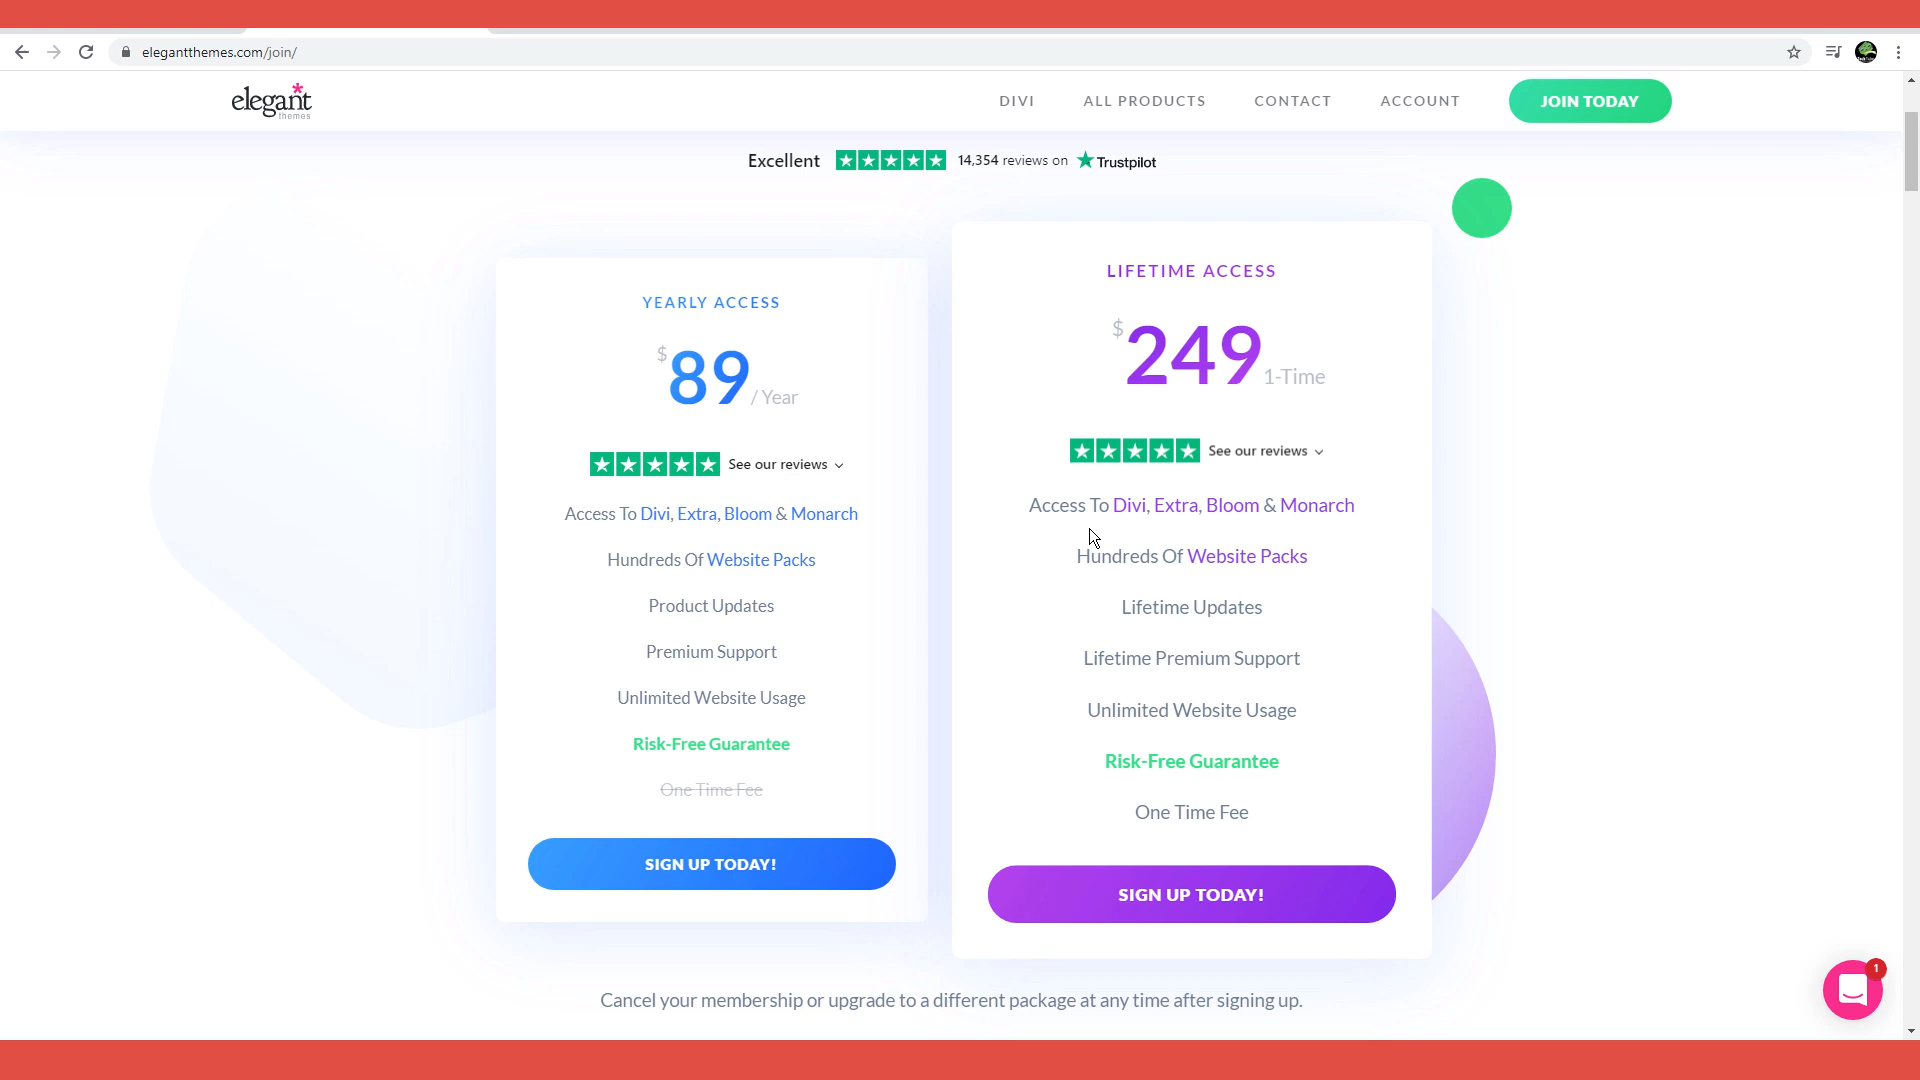 elegantthemes.com/join/
elegant
themes
DIVI
ALL PRODUCTS
CONTACT
ACCOUNT
JOIN TODAY
Excellent
14,354 reviews on
Trustpilot
YEARLY ACCESS
$89/ Year
See our reviews
Access To Divi, Extra, Bloom & Monarch
Hundreds Of Website Packs
Product Updates
Premium Support
Unlimited Website Usage
Risk-Free Guarantee
One Time Fee
SIGN UP TODAY!
LIFETIME ACCESS
$249 1-Time
See our reviews
Access To Divi, Extra, Bloom & Monarch
Hundreds Of Website Packs
Lifetime Updates
Lifetime Premium Support
Unlimited Website Usage
Risk-Free Guarantee
One Time Fee
SIGN UP TODAY!
1
Cancel your membership or upgrade to a different package at any time after signing up.